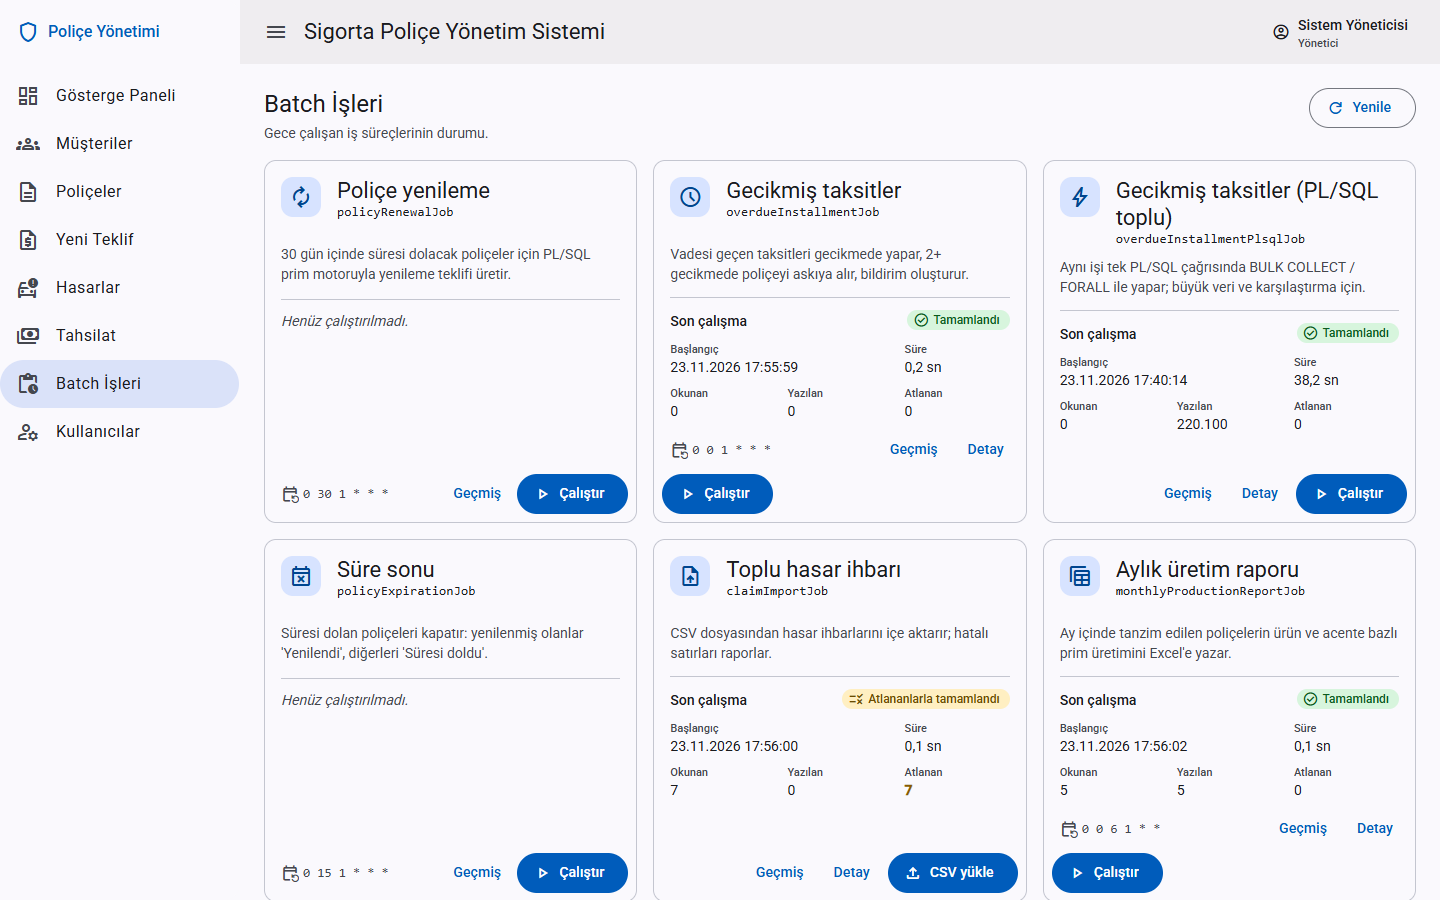 Poliçe Yönetimi
Sigorta Poliçe Yönetim Sistemi
Sistem Yöneticisi
Yönetici
Gösterge Paneli
Müşteriler
Poliçeler
Yeni Teklif
Hasarlar
Tahsilat
Batch İşleri
Kullanıcılar
Batch İşleri
Gece çalışan iş süreçlerinin durumu.
Yenile
Poliçe yenileme
policyRenewalJob
30 gün içinde süresi dolacak poliçeler için PL/SQL
prim motoruyla yenileme teklifi üretir.
Henüz çalıştırılmadı.
0 30 1 * * *
Geçmiş
Çalıştır
Gecikmiş taksitler
overdueInstallmentJob
Vadesi geçen taksitleri gecikmede yapar, 2+
gecikmede poliçeyi askıya alır, bildirim oluşturur.
Son çalışma
Tamamlandı
Başlangıç Süre
23.11.2026 17:55:59 0,2 sn
Okunan Yazılan Atlanan
0 0 0
0 0 1 * * *
Geçmiş
Detay
Çalıştır
Gecikmiş taksitler (PL/SQL
toplu)
overdueInstallmentPlsqlJob
Aynı işi tek PL/SQL çağrısında BULK COLLECT /
FORALL ile yapar; büyük veri ve karşılaştırma için.
Son çalışma
Tamamlandı
Başlangıç Süre
23.11.2026 17:40:14 38,2 sn
Okunan Yazılan Atlanan
0 220.100 0
Geçmiş
Detay
Çalıştır
Süre sonu
policyExpirationJob
Süresi dolan poliçeleri kapatır: yenilenmiş olanlar
'Yenilendi', diğerleri 'Süresi doldu'.
Henüz çalıştırılmadı.
0 15 1 * * *
Geçmiş
Çalıştır
Toplu hasar ihbarı
claimImportJob
CSV dosyasından hasar ihbarlarını içe aktarır; hatalı
satırları raporlar.
Son çalışma
Atlananlarla tamamlandı
Başlangıç Süre
23.11.2026 17:56:00 0,1 sn
Okunan Yazılan Atlanan
7 0 7
Geçmiş
Detay
CSV yükle
Aylık üretim raporu
monthlyProductionReportJob
Ay içinde tanzim edilen poliçelerin ürün ve acente bazlı
prim üretimini Excel'e yazar.
Son çalışma
Tamamlandı
Başlangıç Süre
23.11.2026 17:56:02 0,1 sn
Okunan Yazılan Atlanan
5 5 0
0 0 6 1 * *
Geçmiş
Detay
Çalıştır